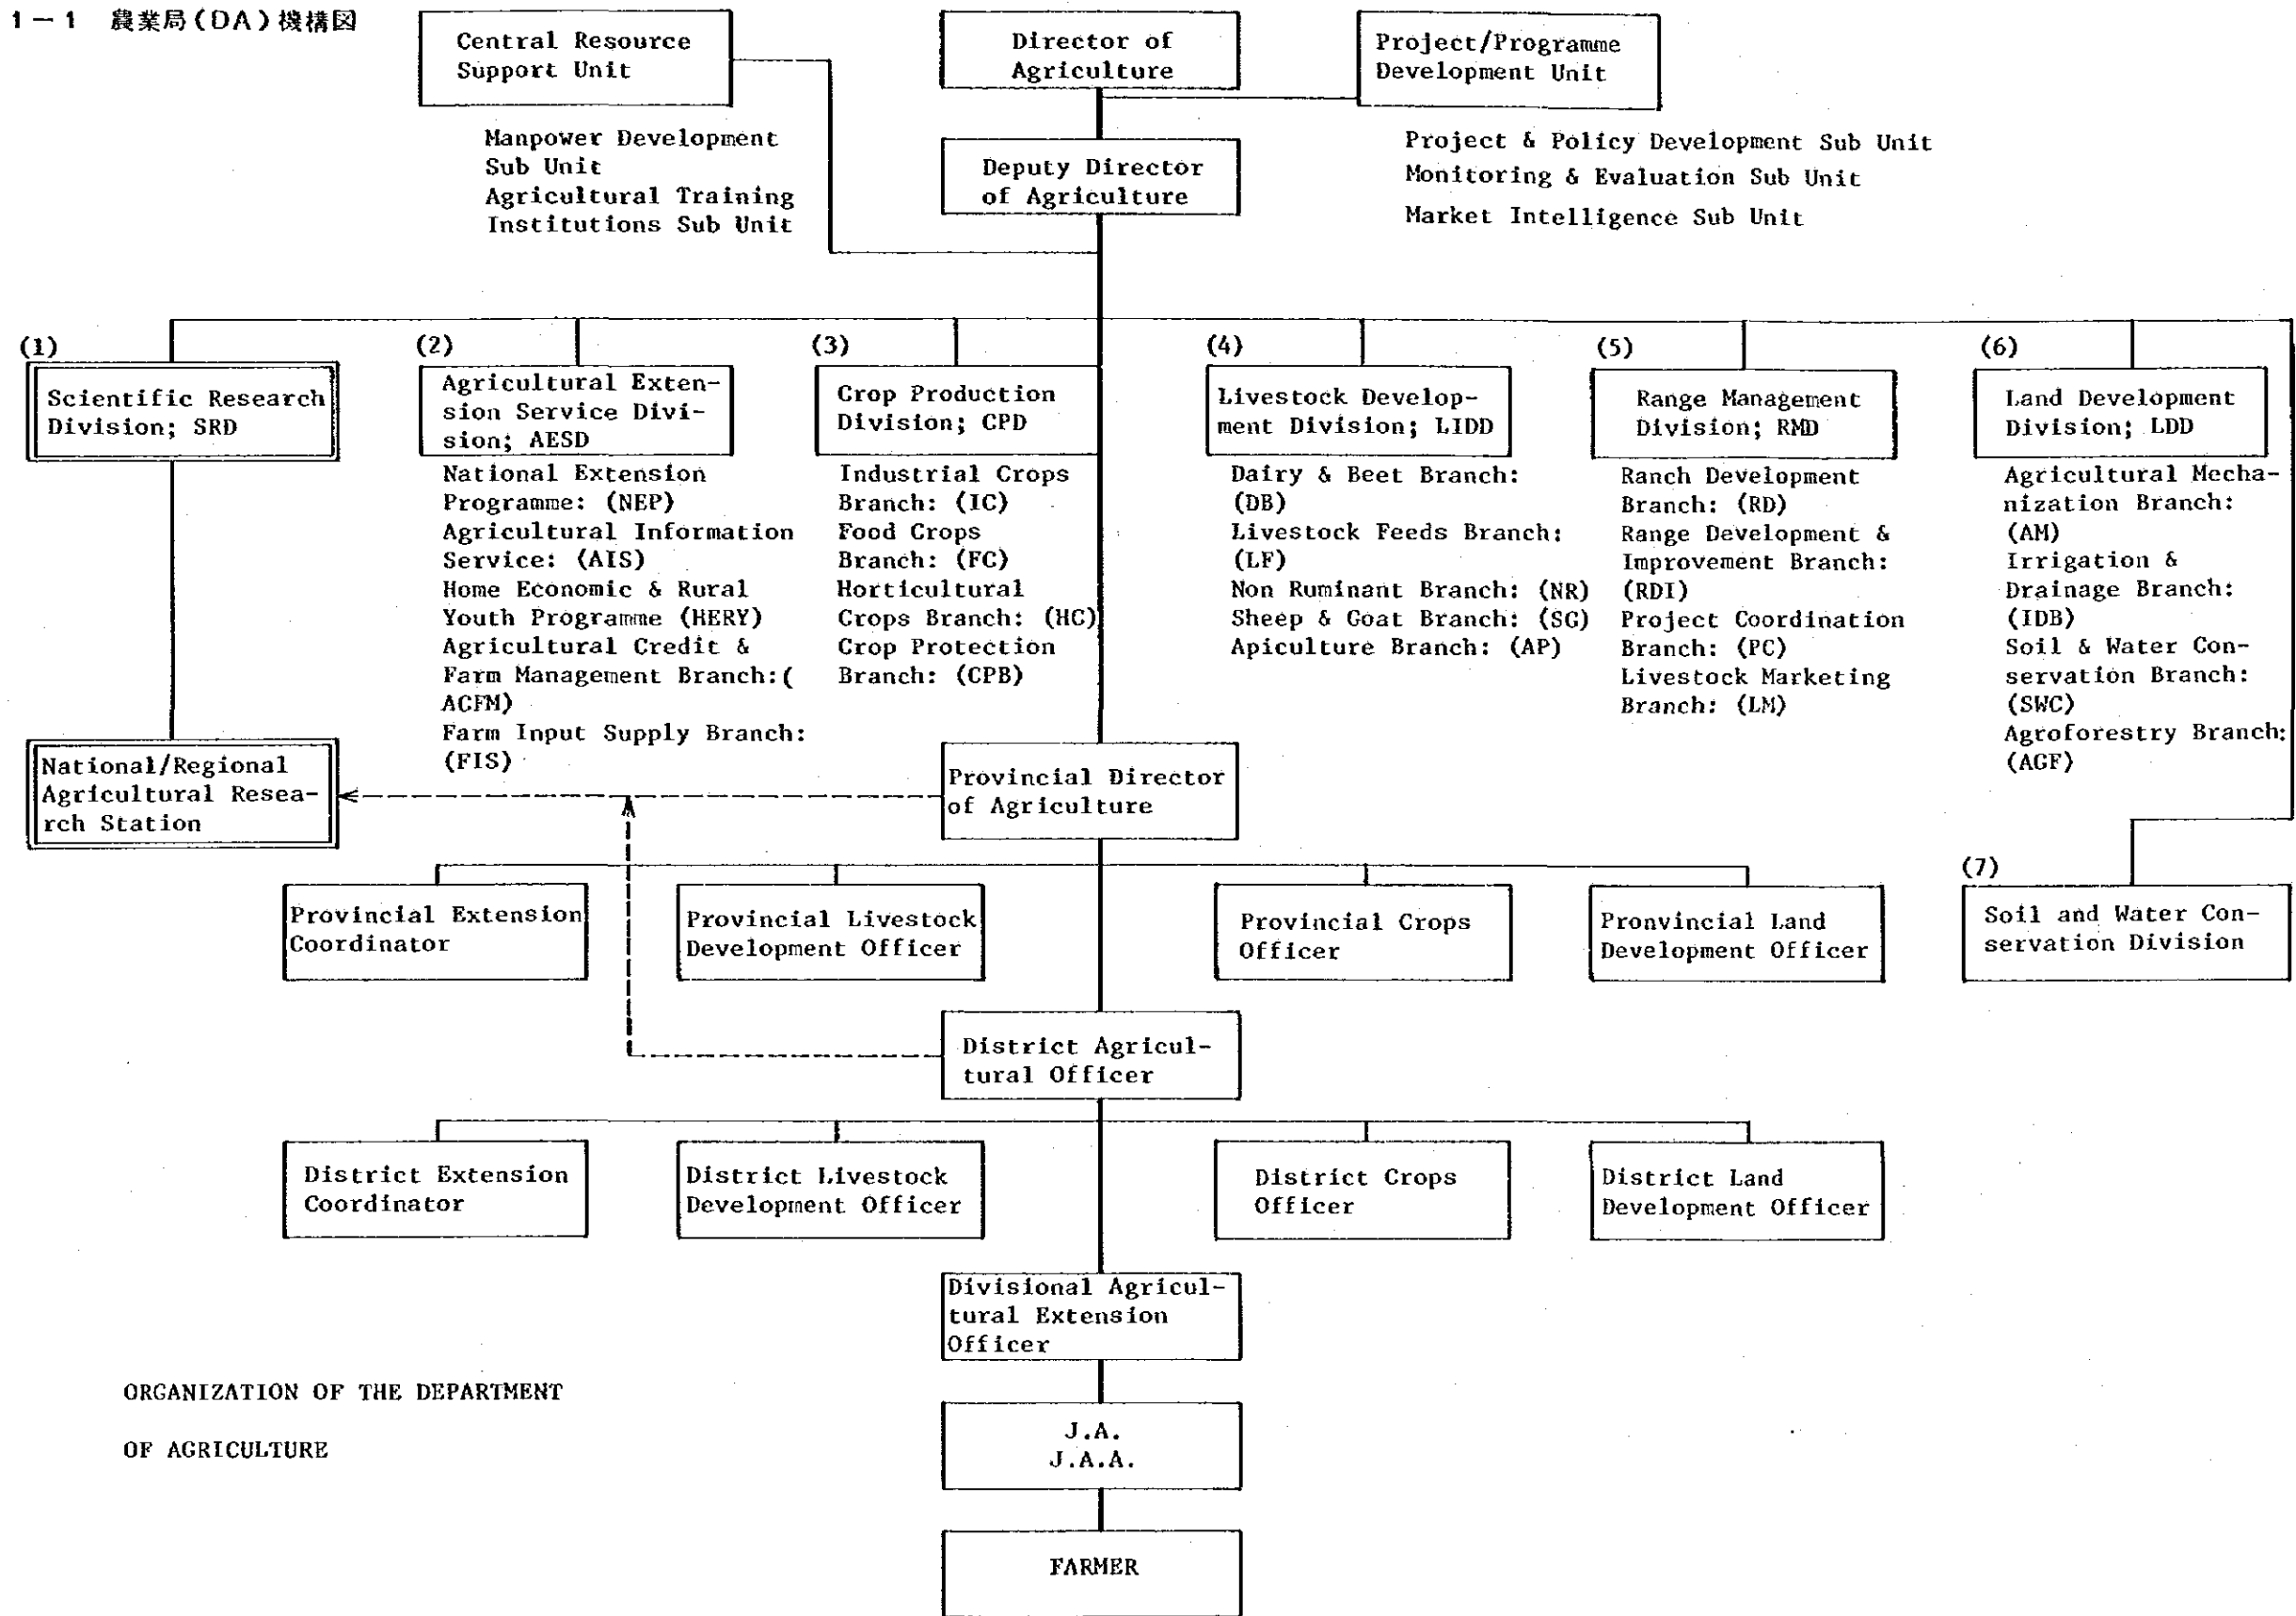 1-1 農業局(DA)機構図
Central Resource
Support Unit
Director of
Agriculture
Project/Programme
Development Unit
Manpower Development
Sub Unit
Agricultural Training
Institutions Sub Unit
Deputy Director
of Agriculture
Project & Policy Development Sub Unit
Monitoring & Evaluation Sub Unit
Market Intelligence Sub Unit
(1)
Scientific Research
Division; SRD
(2)
Agricultural Exten-
sion Service Divi-
sion; AESD
National Extension
Programme: (NEP)
Agricultural Information
Service: (AIS)
Home Economic & Rural
Youth Programme (HERY)
Agricultural Credit &
Farm Management Branch:(
ACFM)
Farm Input Supply Branch:
(FIS)
(3)
Crop Production
Division; CPD
Industrial Crops
Branch: (IC)
Food Crops
Branch: (FC)
Horticultural
Crops Branch: (HC)
Crop Protection
Branch: (CPB)
(4)
Livestock Develop-
ment Division; LIDD
Dairy & Beet Branch:
(DB)
Livestock Feeds Branch:
(LF)
Non Ruminant Branch: (NR)
Sheep & Goat Branch: (SG)
Apiculture Branch: (AP)
(5)
Range Management
Division; RMD
Ranch Development
Branch: (RD)
Range Development &
Improvement Branch:
(RDI)
Project Coordination
Branch: (PC)
Livestock Marketing
Branch: (LM)
(6)
Land Development
Division; LDD
Agricultural Mecha-
nization Branch:
(AM)
Irrigation &
Drainage Branch:
(IDB)
Soil & Water Con-
servation Branch:
(SWC)
Agroforestry Branch:
(AGF)
National/Regional
Agricultural Resea-
rch Station
Provincial Director
of Agriculture
Provincial Extension
Coordinator
Provincial Livestock
Development Officer
Provincial Crops
Officer
Pronvincial Land
Development Officer
(7)
Soil and Water Con-
servation Division
District Agricul-
tural Officer
District Extension
Coordinator
District Livestock
Development Officer
District Crops
Officer
District Land
Development Officer
Divisional Agricul-
tural Extension
Officer
ORGANIZATION OF THE DEPARTMENT
OF AGRICULTURE
J.A.
J.A.A.
FARMER